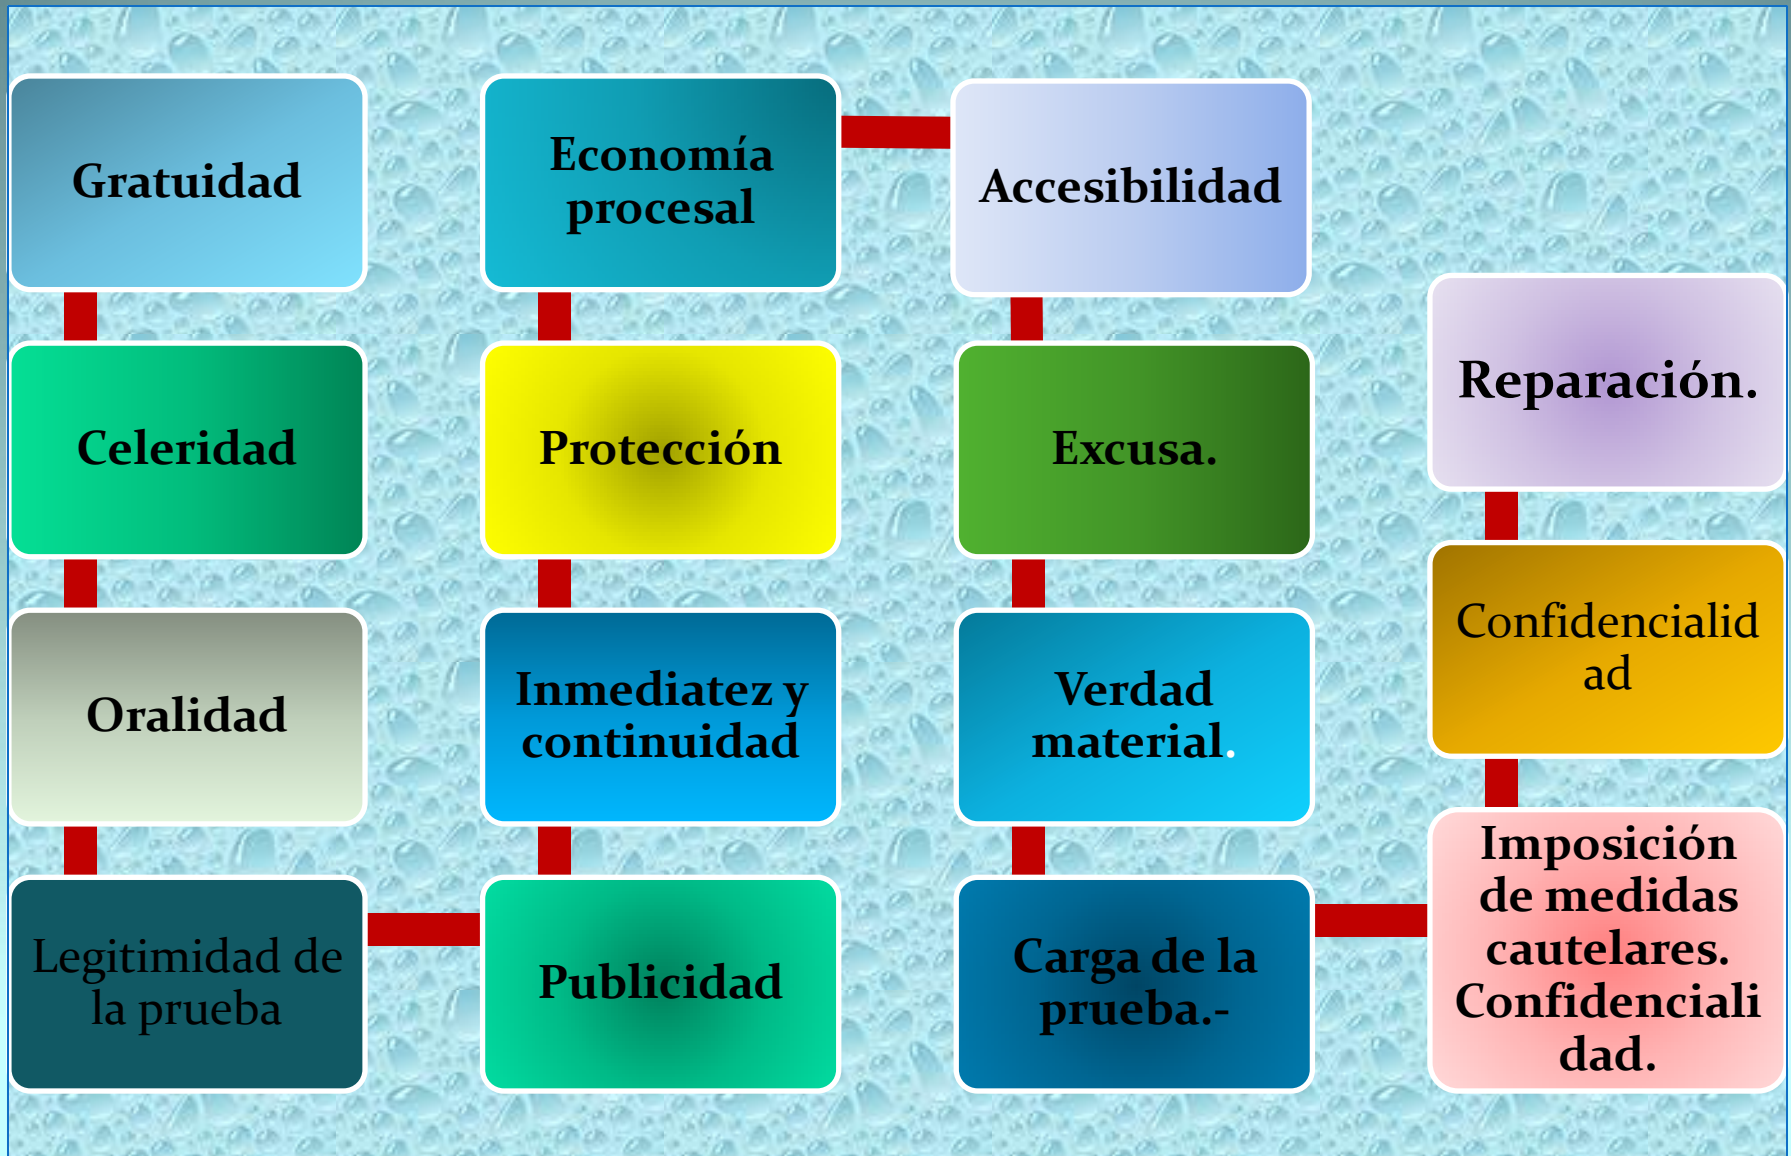 Gratuidad
Celeridad
Oralidad
Legitimidad de
la prueba
Publicidad
Inmediatez y
continuidad
Protección
Economía
procesal
Accesibilidad
Excusa.
Verdad
material.
Carga de la
prueba.-
Imposición
de medidas
cautelares.
Confidenciali
dad.
Confidencialid
ad
Reparación.